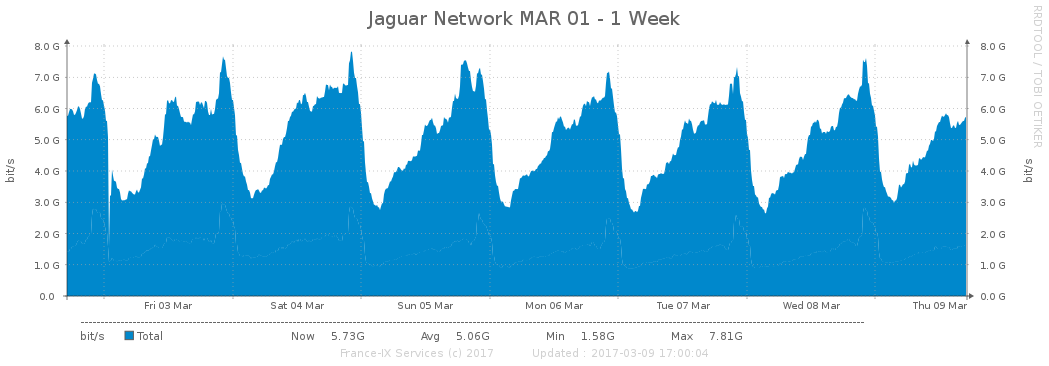 Jaguar Network MAR 01 - 1 Week
RRDTOOL / TOBI OETIKER
bit/s
bit/s
8.0 G 8.0 G
7.0 G 7.0 G
6.0 G 6.0 G
5.0 G 5.0 G
4.0 G 4.0 G
3.0 G 3.0 G
2.0 G 2.0 G
1.0 G 1.0 G
0.0 0.0 G
Fri 03 Mar Sat 04 Mar Sun 05 Mar Mon 06 Mar Tue 07 Mar Wed 08 Mar Thu 09 Mar
bit/s Total Now 5.73G Avg 5.06G Min 1.58G Max 7.81G
France-IX Services (c) 2017 Updated : 2017-03-09 17:00:04